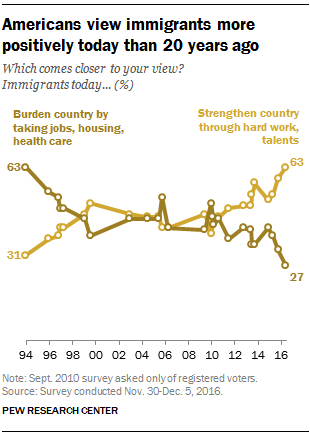 Americans view immigrants more
positively today than 20 years ago
Which comes closer to your view?
Immigrants today... (%)
Burden country by
taking jobs, housing,
health care
Strengthen country
through hard work,
talents
63
63
31
27
94 96 98 00 02 04 06 08 10 12 14 16
Note: Sept. 2010 survey asked only of registered voters.
Source: Survey conducted Nov. 30-Dec. 5, 2016.
PEW RESEARCH CENTER